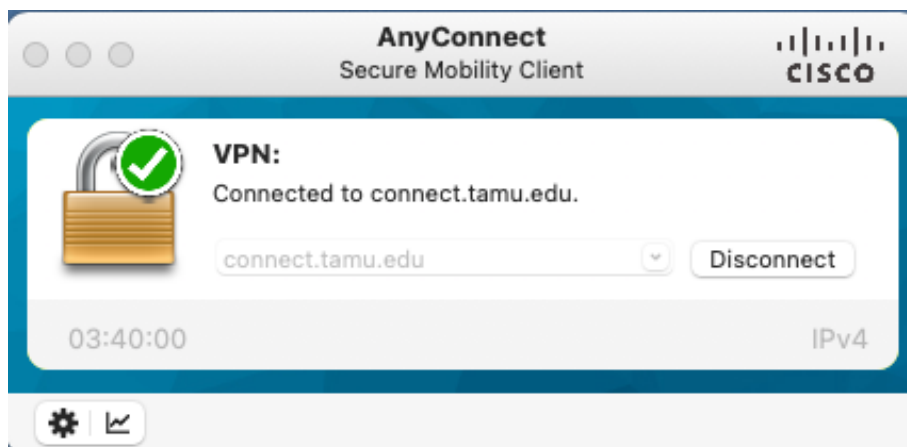 AnyConnect
Secure Mobility Client
CISCO
VPN:
Connected to connect.tamu.edu.
connect.tamu.edu
Disconnect
03:40:00
IPv4